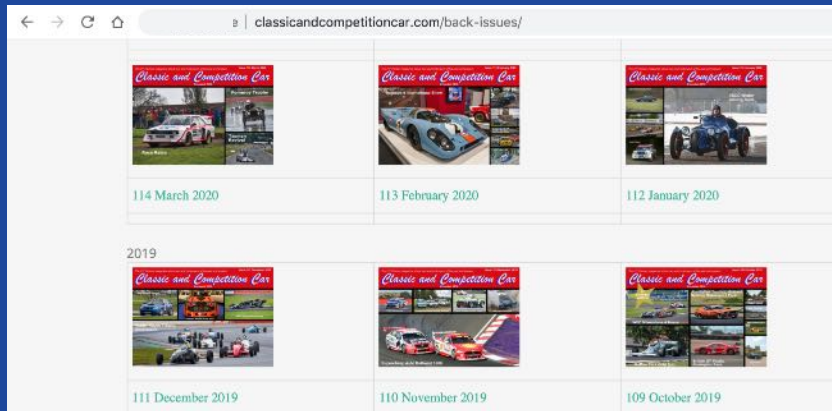 classicandcompetitioncar.com/back-issues/
Classic and Competition Car
Classic and Competition Car
Classic and Competition Car
114 March 2020
113 February 2020
112 January 2020
2019
Classic and Competition Car
Classic and Competition Car
Classic and Competition Car
111 December 2019
110 November 2019
109 October 2019